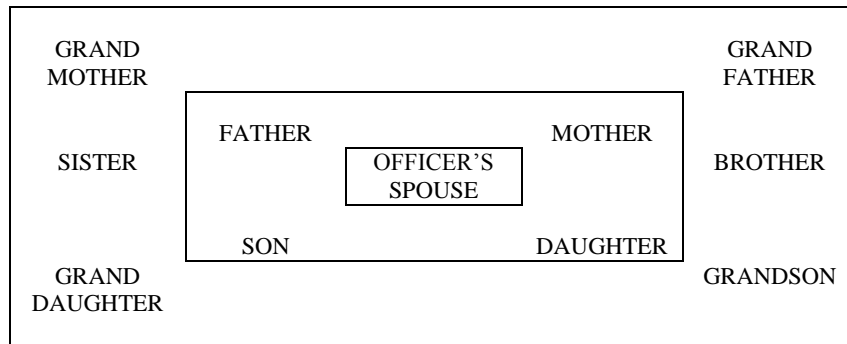 GRAND
MOTHER
GRAND
FATHER
FATHER
MOTHER
SISTER
OFFICER'S
SPOUSE
BROTHER
SON
DAUGHTER
GRAND
DAUGHTER
GRANDSON